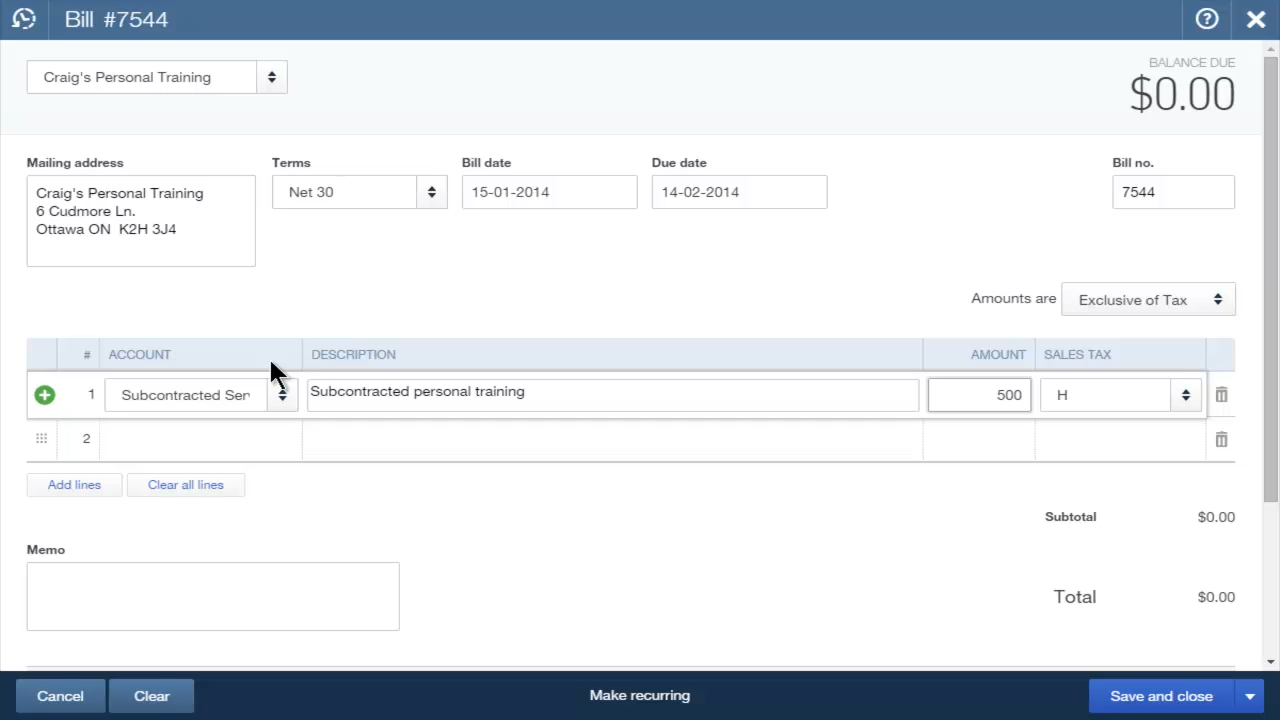 Bill #7544
Craig's Personal Training
BALANCE DUE
$0.00
Mailing address
Terms
Bill date
Due date
Bill no.
Craig's Personal Training
6 Cudmore Ln.
Ottawa ON K2H 3J4
Net 30
15-01-2014
14-02-2014
7544
Amounts are
Exclusive of Tax
# ACCOUNT DESCRIPTION AMOUNT SALES TAX
1 Subcontracted Ser Subcontracted personal training 500 H
2
Add lines
Clear all lines
Subtotal $0.00
Memo
Total $0.00
Cancel
Clear
Make recurring
Save and close